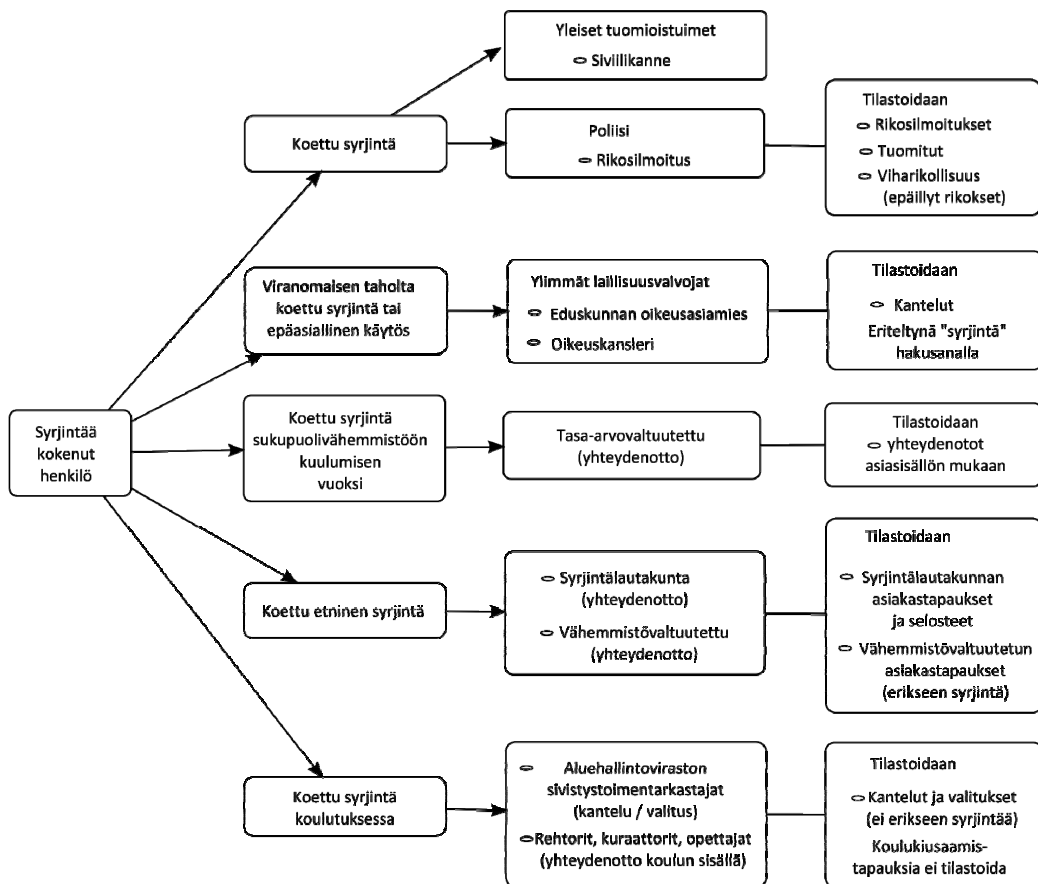 Yleiset tuomioistuimet
Siviilikanne
Koettu syrjintä
Poliisi
Rikosilmoitus
Tilastoidaan
Rikosilmoitukset
Tuomitut
Viharikollisuus
(epäillyt rikokset)
Viranomaisen taholta
koettu syrjintä tai
epäasiallinen käytös
Ylimmät laillisuusvalvojat
Eduskunnan oikeusasiamies
Oikeuskansleri
Tilastoidaan
Kantelut
Eriteltynä "syrjintä"
hakusanalla
Syrjintää
kokenut
henkilö
Koettu syrjintä
sukupuolivähemmistöön
kuulumisen
vuoksi
Tasa-arvovaltuutettu
(yhteydenotto)
Tilastoidaan
yhteydenotot
asiasisällön mukaan
Koettu etninen syrjintä
Syrjintälautakunta
(yhteydenotto)
Vähemmistövaltuutettu
(yhteydenotto)
Tilastoidaan
Syrjintälautakunnan
asiakastapaukset
ja selosteet
Vähemmistövaltuutetun
asiakastapaukset
(erikseen syrjintä)
Koettu syrjintä
koulutuksessa
Aluehallintoviraston
sivistystoimentarkastajat
(kantelu / valitus)
Rehtorit, kuraattorit, opettajat
(yhteydenotto koulun sisällä)
Tilastoidaan
Kantelut ja valitukset
(ei erikseen syrjintää)
Koulukiusaamis-
tapauksia ei tilastoida